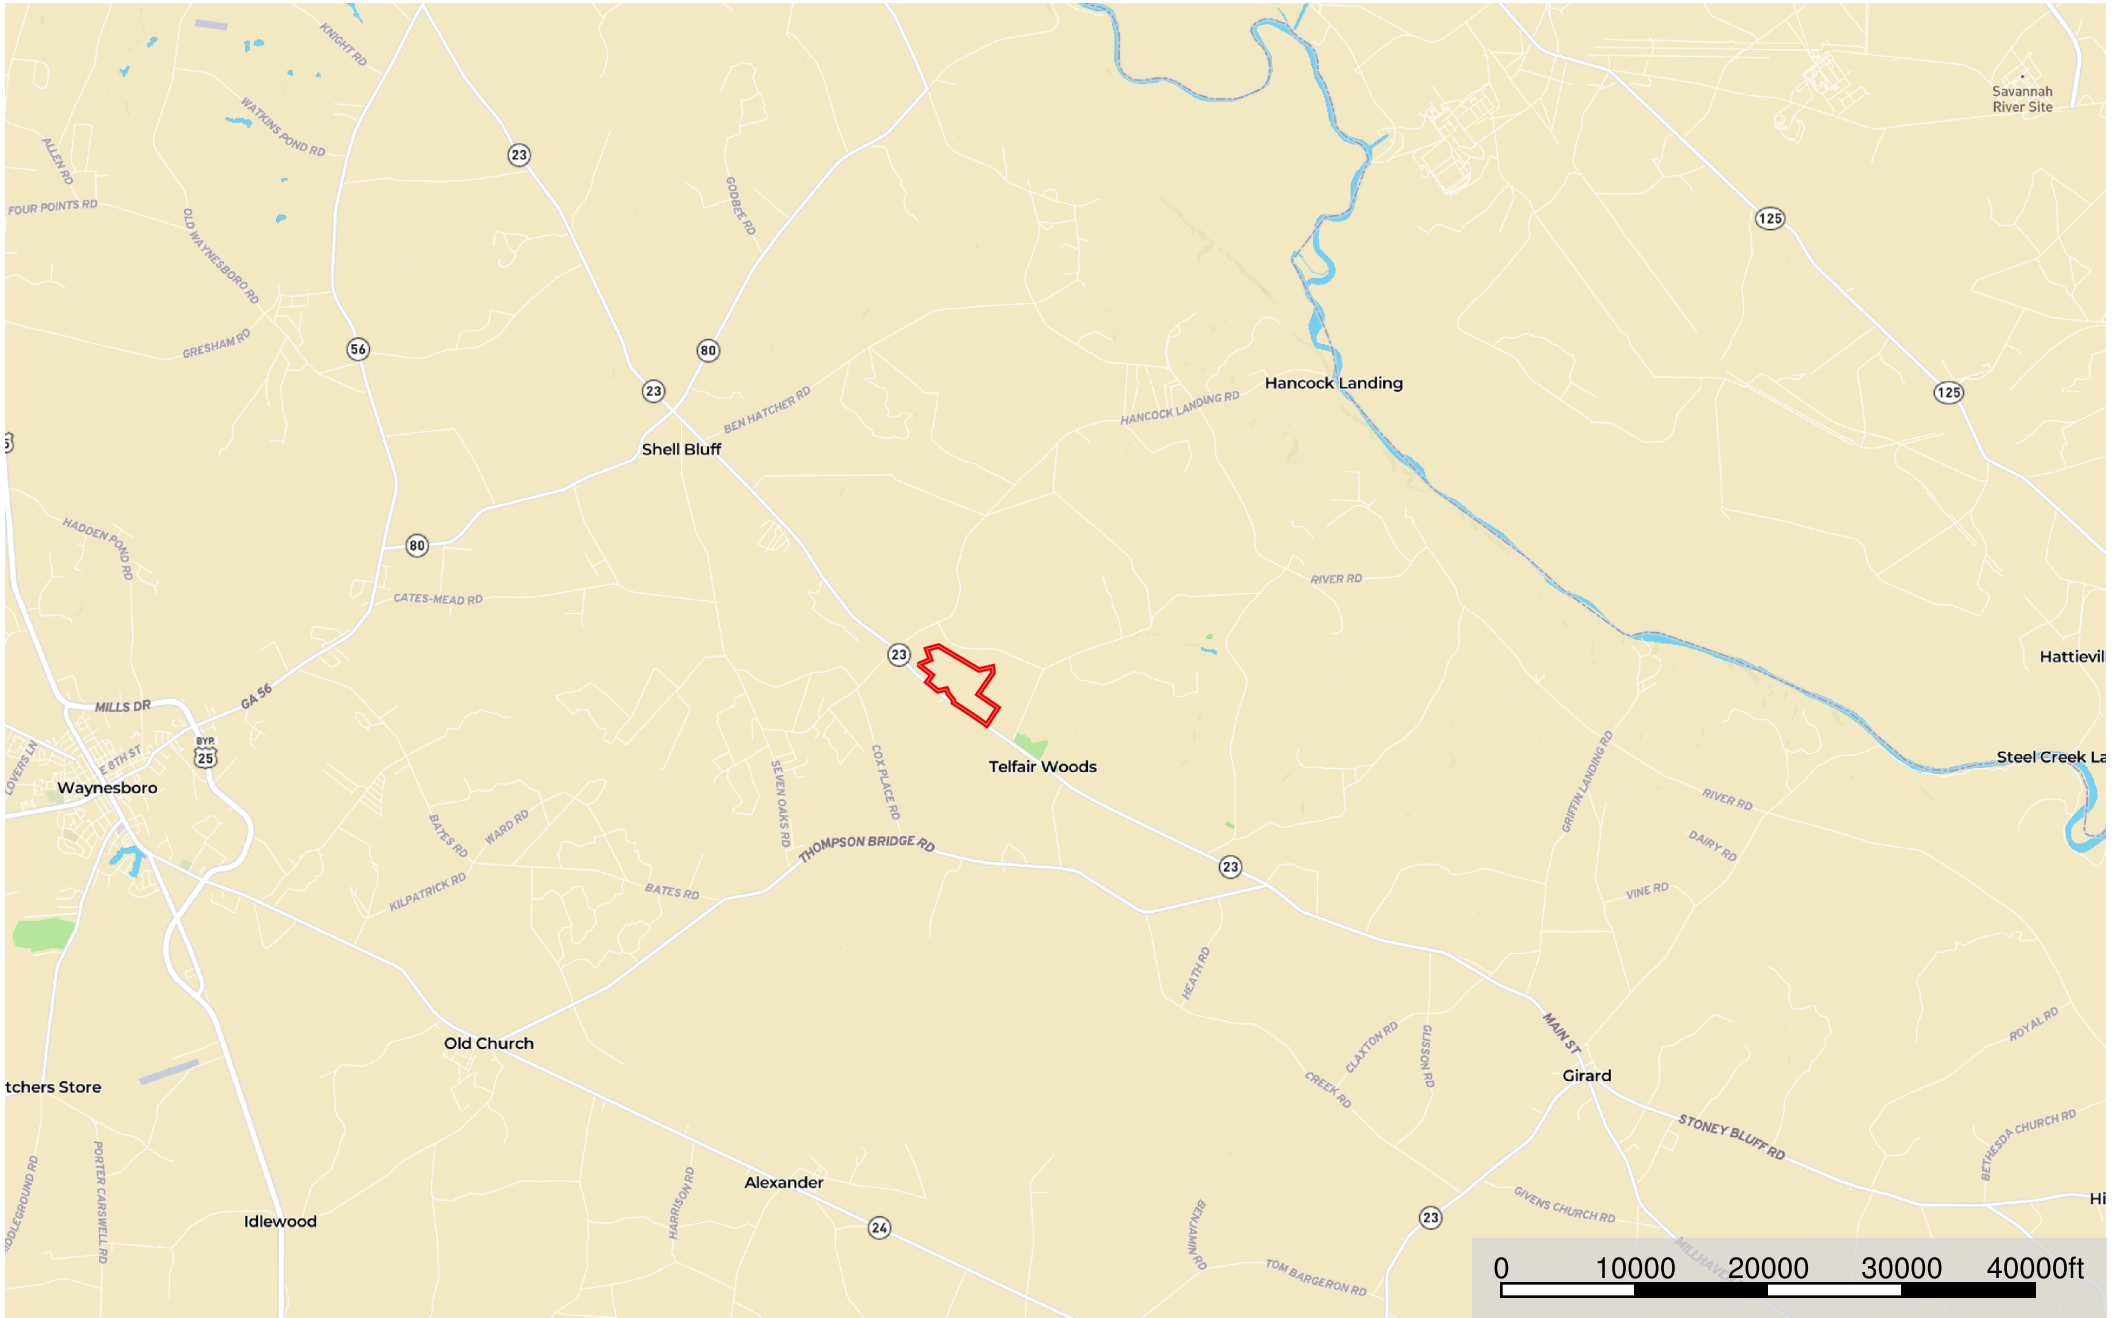 KNIGHT RD
Savannah
River Site
WATKINS POND RD
ALLEN RD
23
GODBEE RD
FOUR POINTS RD
OLD WAYNESBORO RD
125
GRESHAM RD
56
80
23
BEN HATCHER RD
Hancock Landing
HANCOCK LANDING RD
125
5
Shell Bluff
HADDEN POND RD
80
CATES-MEAD RD
RIVER RD
23
Hattievil
MILLS DR
GA 56
BYP
25
E 8TH ST
LOVERS LN
Waynesboro
COX PLACE RD
SEVEN OAKS RD
Telfair Woods
GRIFFIN LANDING RD
Steel Creek La
RIVER RD
BATES RD
WARD RD
THOMPSON BRIDGE RD
DAIRY RD
23
KILPATRICK RD
BATES RD
VINE RD
HEATH RD
Old Church
MAIN ST
CLAXTON RD
GLISSON RD
ROYAL RD
Girard
tchers Store
CREEK RD
STONEY BLUFF RD
BETHESDA CHURCH RD
MIDDLEGROUND RD
PORTER CARSWELL RD
HARRISON RD
Alexander
Idlewood
24
BENJAMIN RD
23
GIVENS CHURCH RD
Hi
TOM BARGERON RD
MILLHAVE
0 10000 20000 30000 40000ft